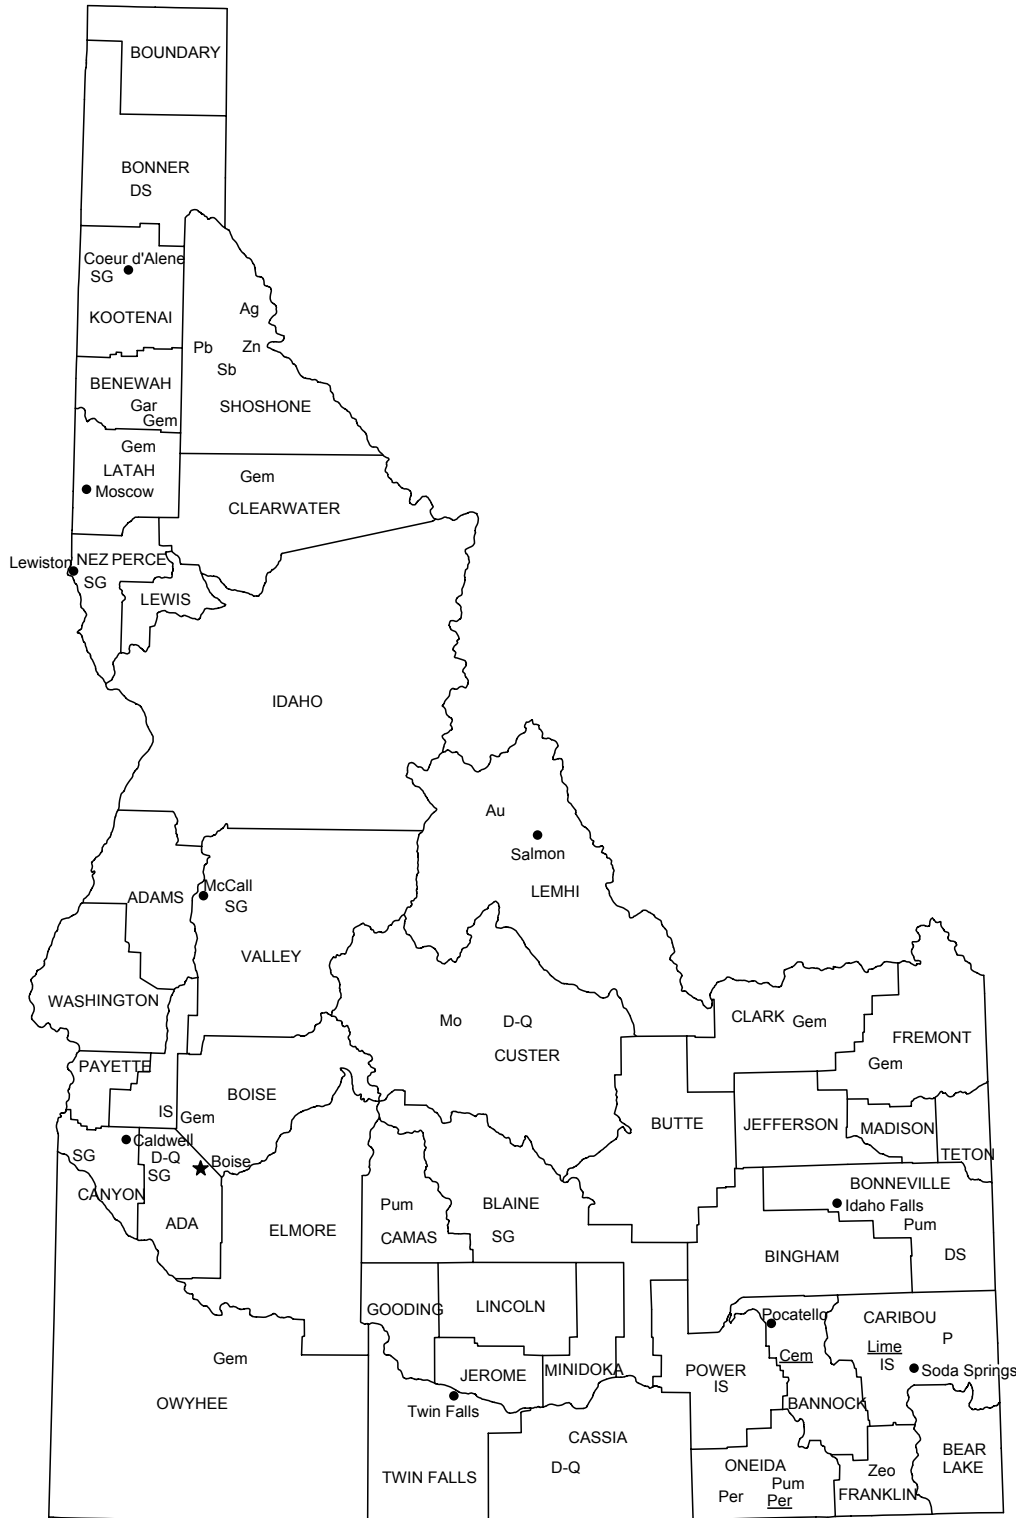 BOUNDARY
BONNER
DS
Coeur d'Alene
SG
KOOTENAI
Ag
Pb
Zn
Sb
SHOSHONE
BENEWAH
Gar
Gem
Gem
LATAH
Moscow
Gem
CLEARWATER
Lewiston
NEZ PERCE
SG
LEWIS
IDAHO
Au
Salmon
LEMHI
McCall
ADAMS
SG
VALLEY
WASHINGTON
Mo
D-Q
CUSTER
CLARK
Gem
FREMONT
Gem
PAYETTE
BOISE
IS
Gem
BUTTE
JEFFERSON
MADISON
TETON
Caldwell
SG
D-Q
SG
Boise
CANYON
ADA
ELMORE
Pum
CAMAS
BLAINE
SG
BONNEVILLE
Idaho Falls
Pum
DS
BINGHAM
GOODING
LINCOLN
Pocatello
CARIBOU
P
Lime
IS
Soda Springs
Cem
Gem
OWYHEE
JEROME
MINIDOKA
POWER
IS
BANNOCK
Twin Falls
TWIN FALLS
CASSIA
D-Q
ONEIDA
Pum
Per
Per
Zeo
FRANKLIN
BEAR
LAKE